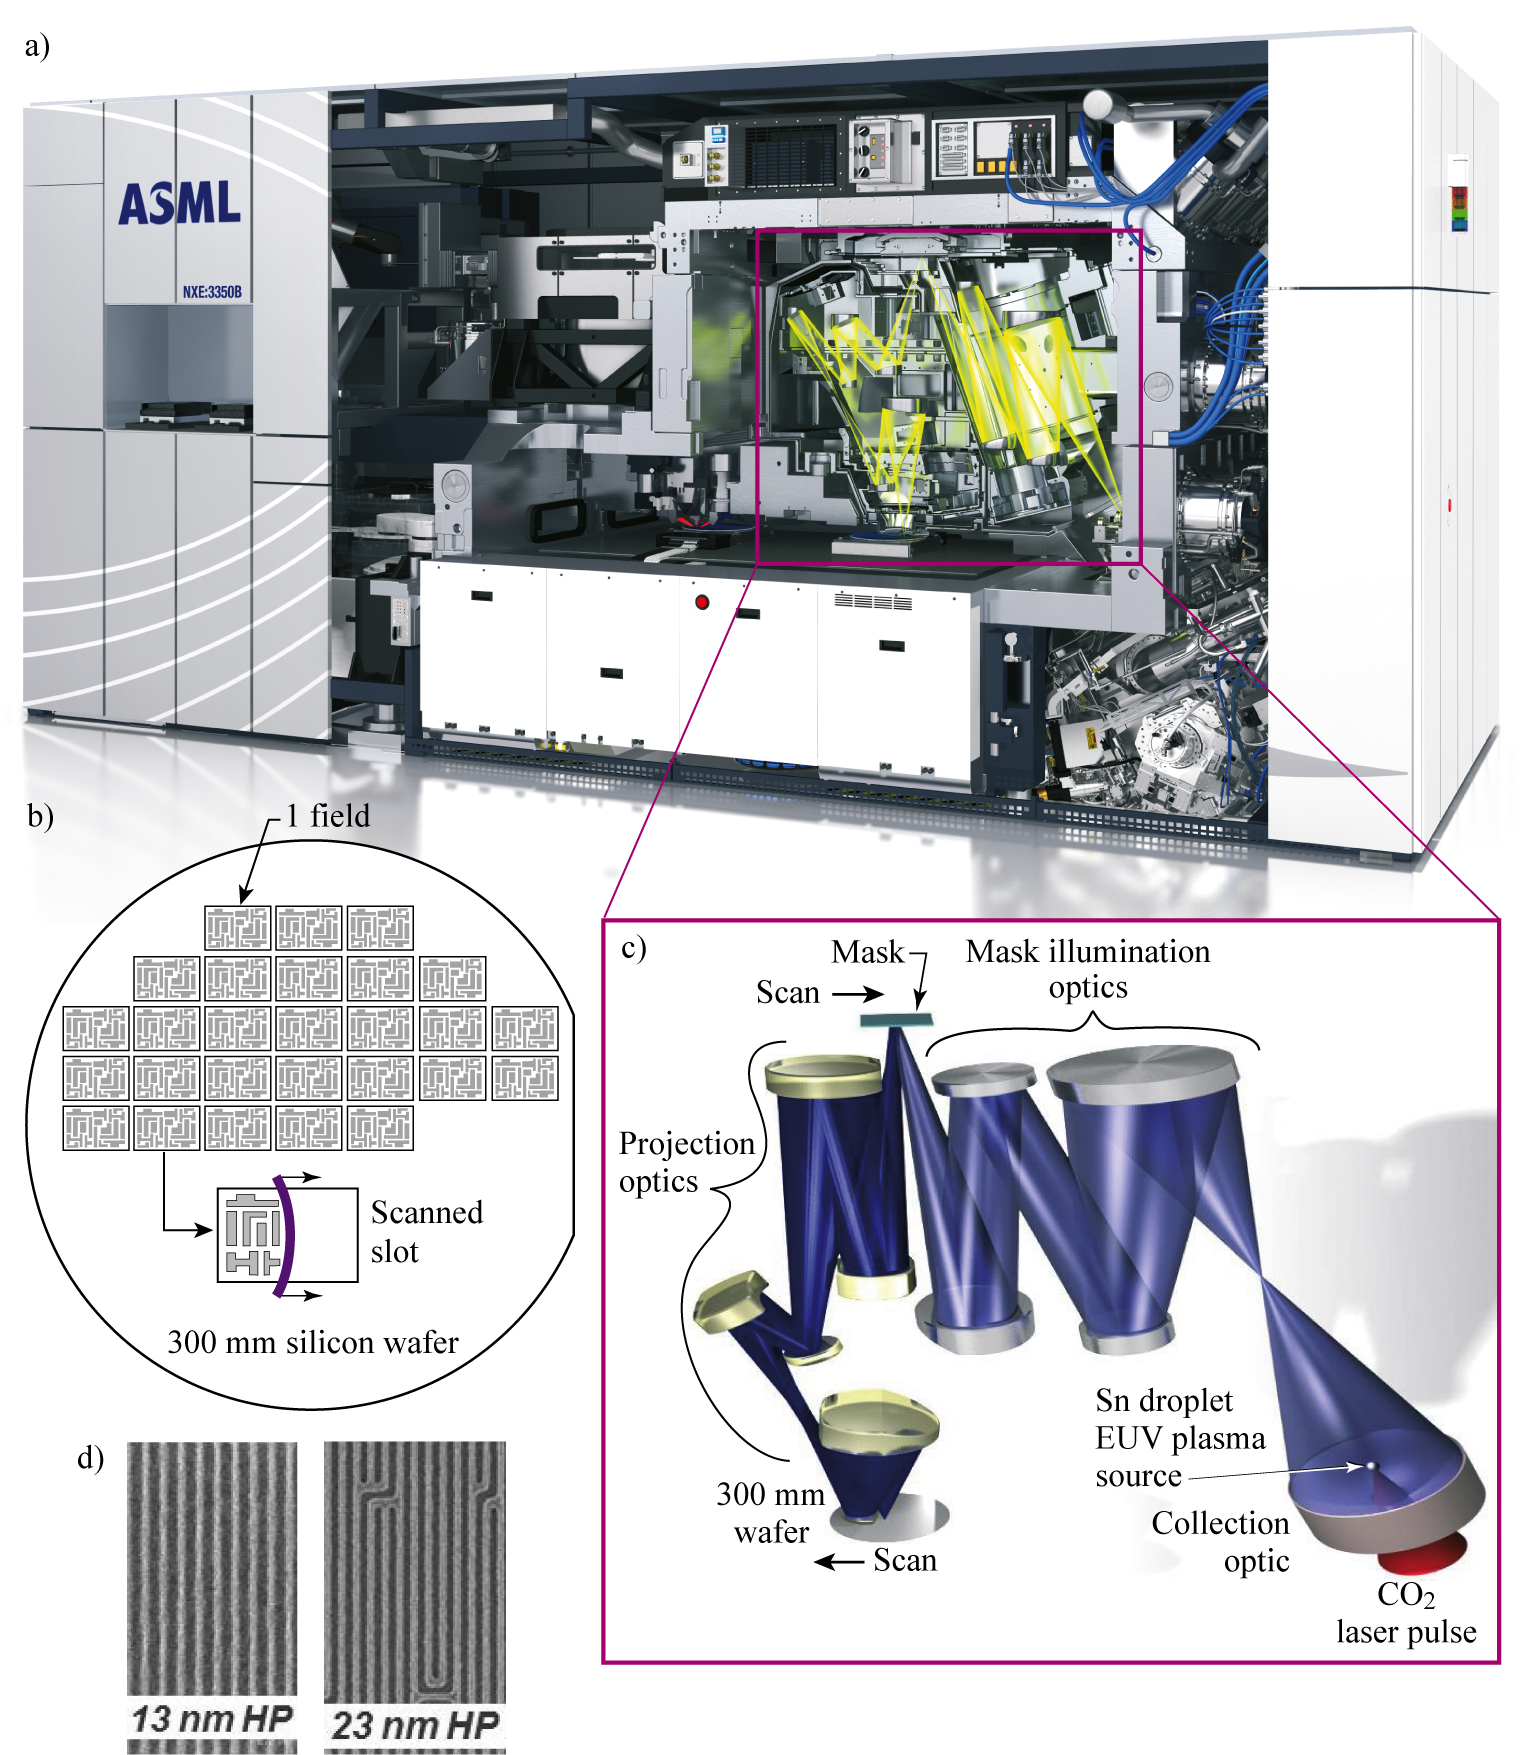 a)
ASML
NXE:3350B
b)
1 field
Scanned
slot
300 mm silicon wafer
c)
Mask
Mask illumination
optics
Scan
Projection
optics
Sn droplet
EUV plasma
source
300 mm
wafer
Collection
optic
Scan
CO₂
laser pulse
d)
13 nm HP
23 nm HP